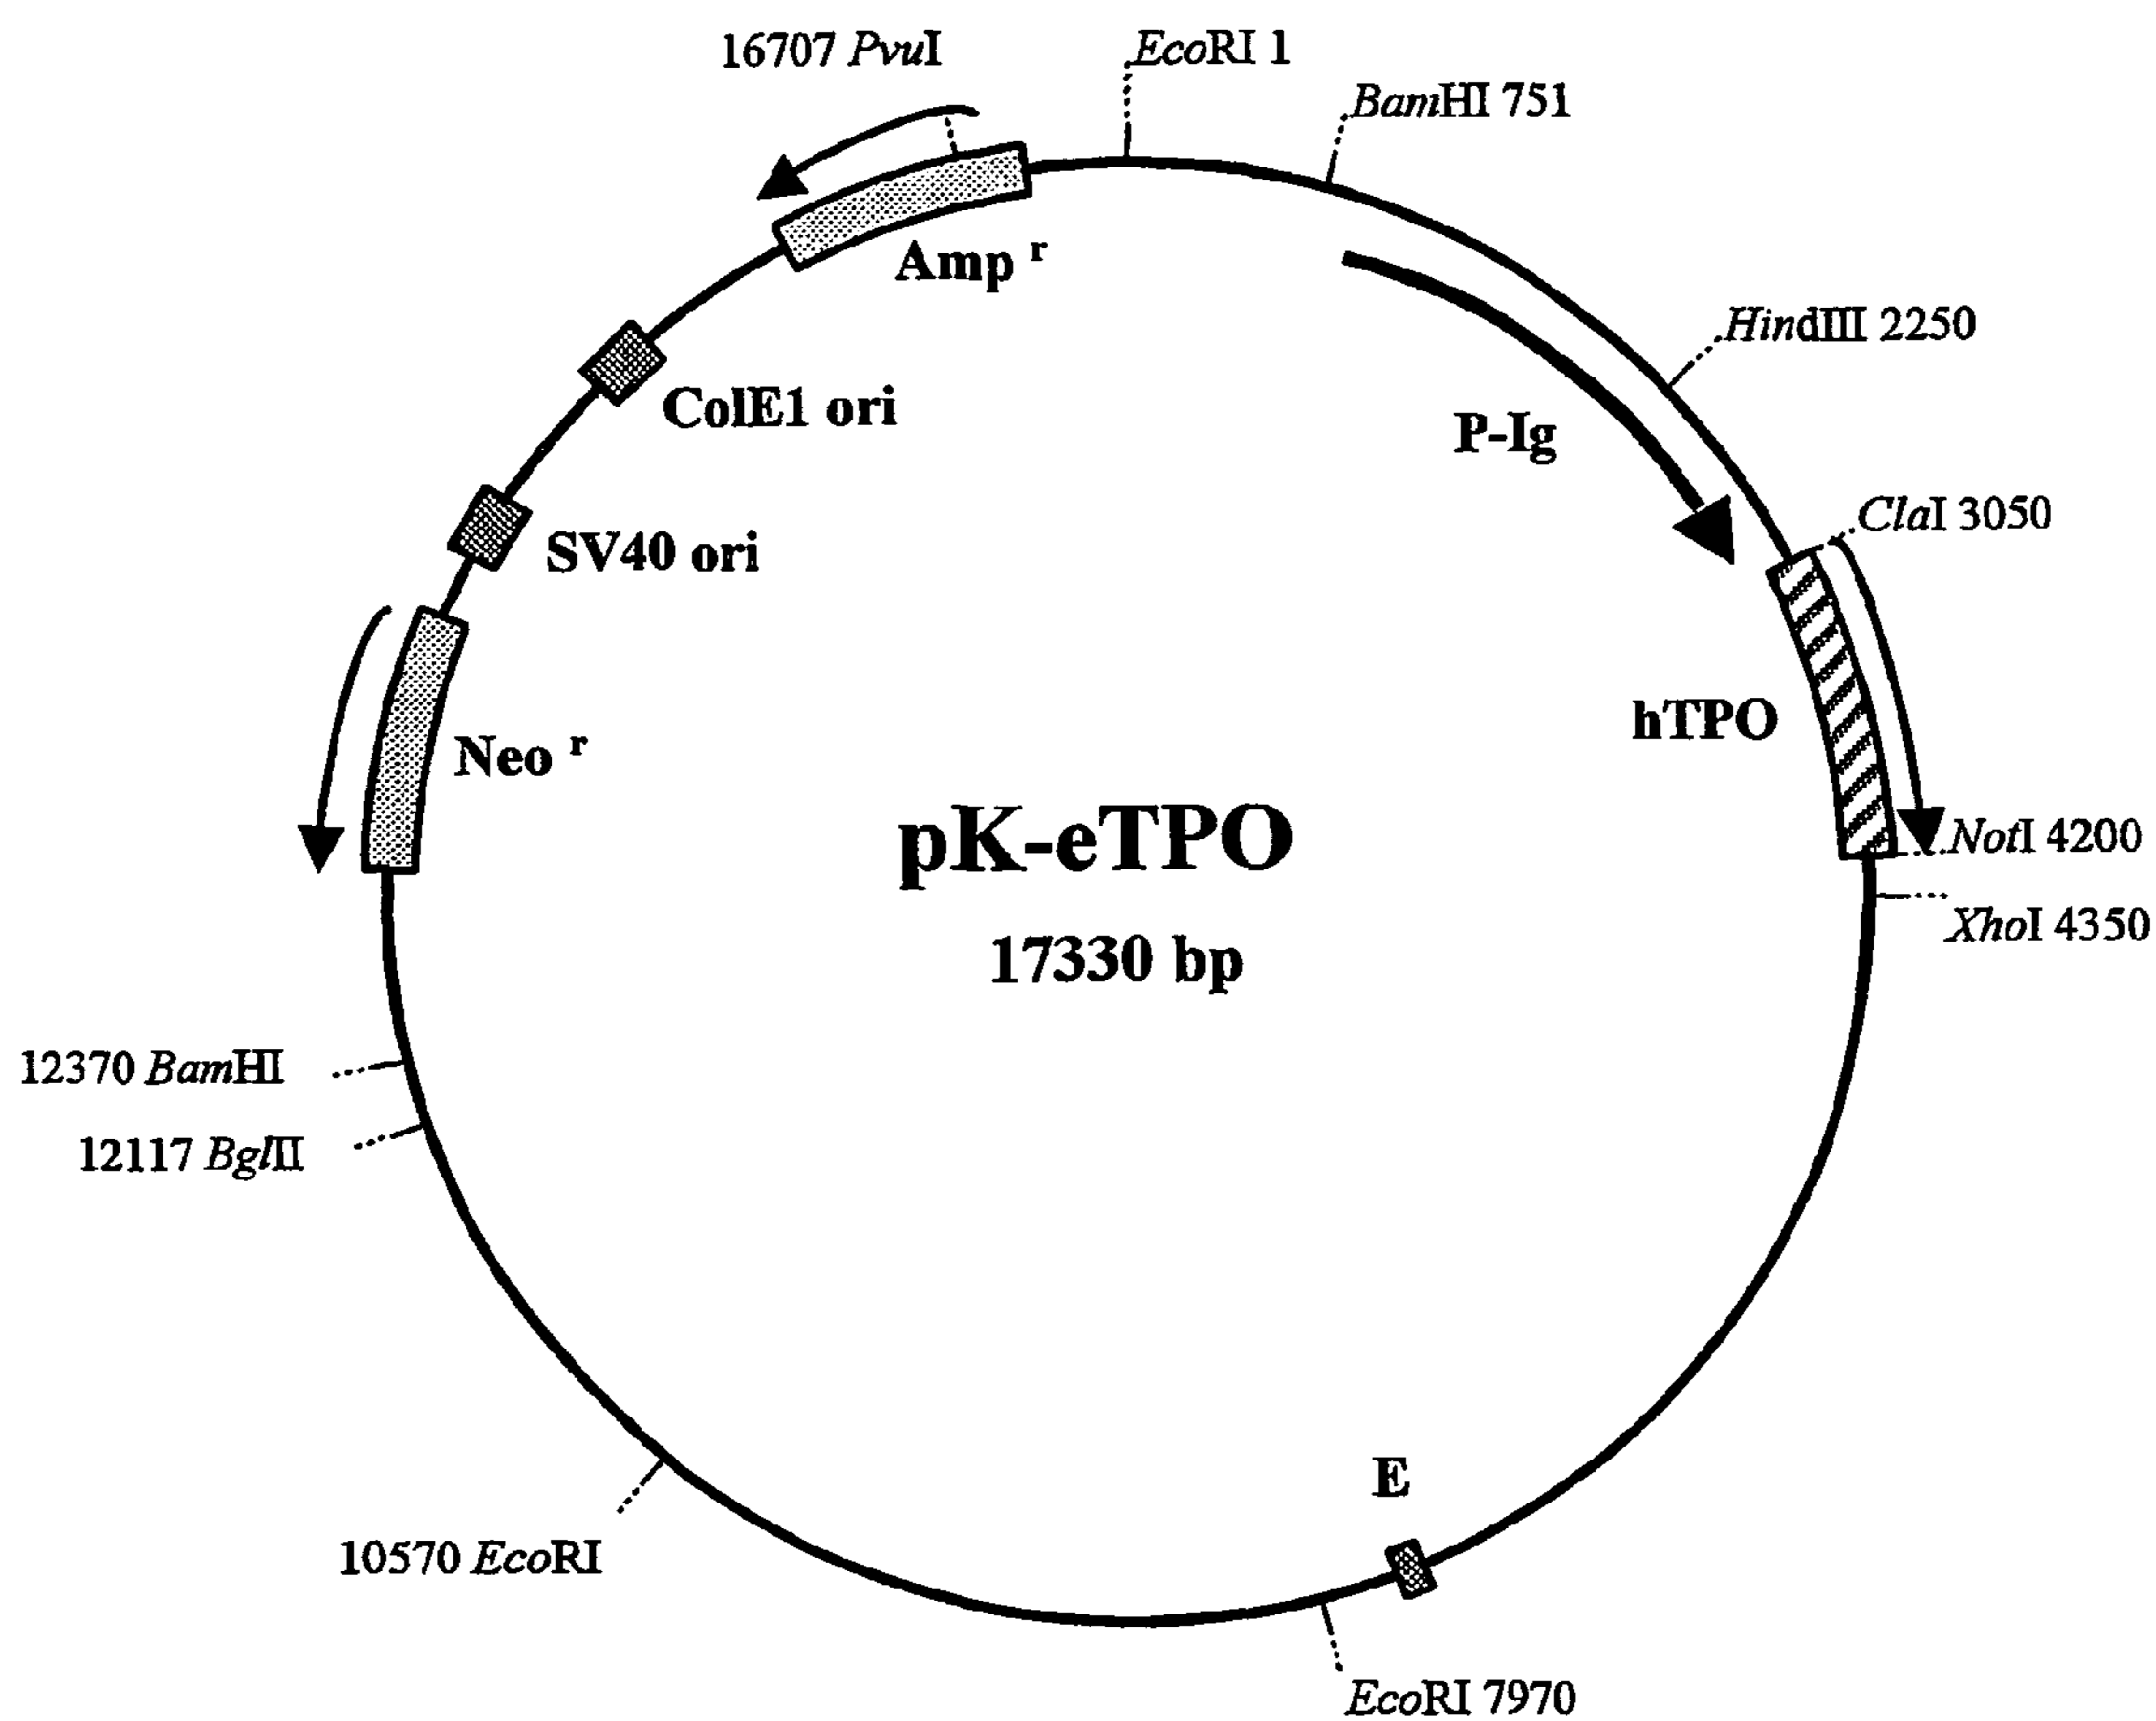 16707 PvuI
EcoRI 1
BamHI 751
Amp r
HindIII 2250
ColE1 ori
P-Ig
ClaI 3050
SV40 ori
hTPO
Neo r
pK-eTPO
NotI 4200
XhoI 4350
17330 bp
12370 BamHI
12117 BglII
E
10570 EcoRI
EcoRI 7970